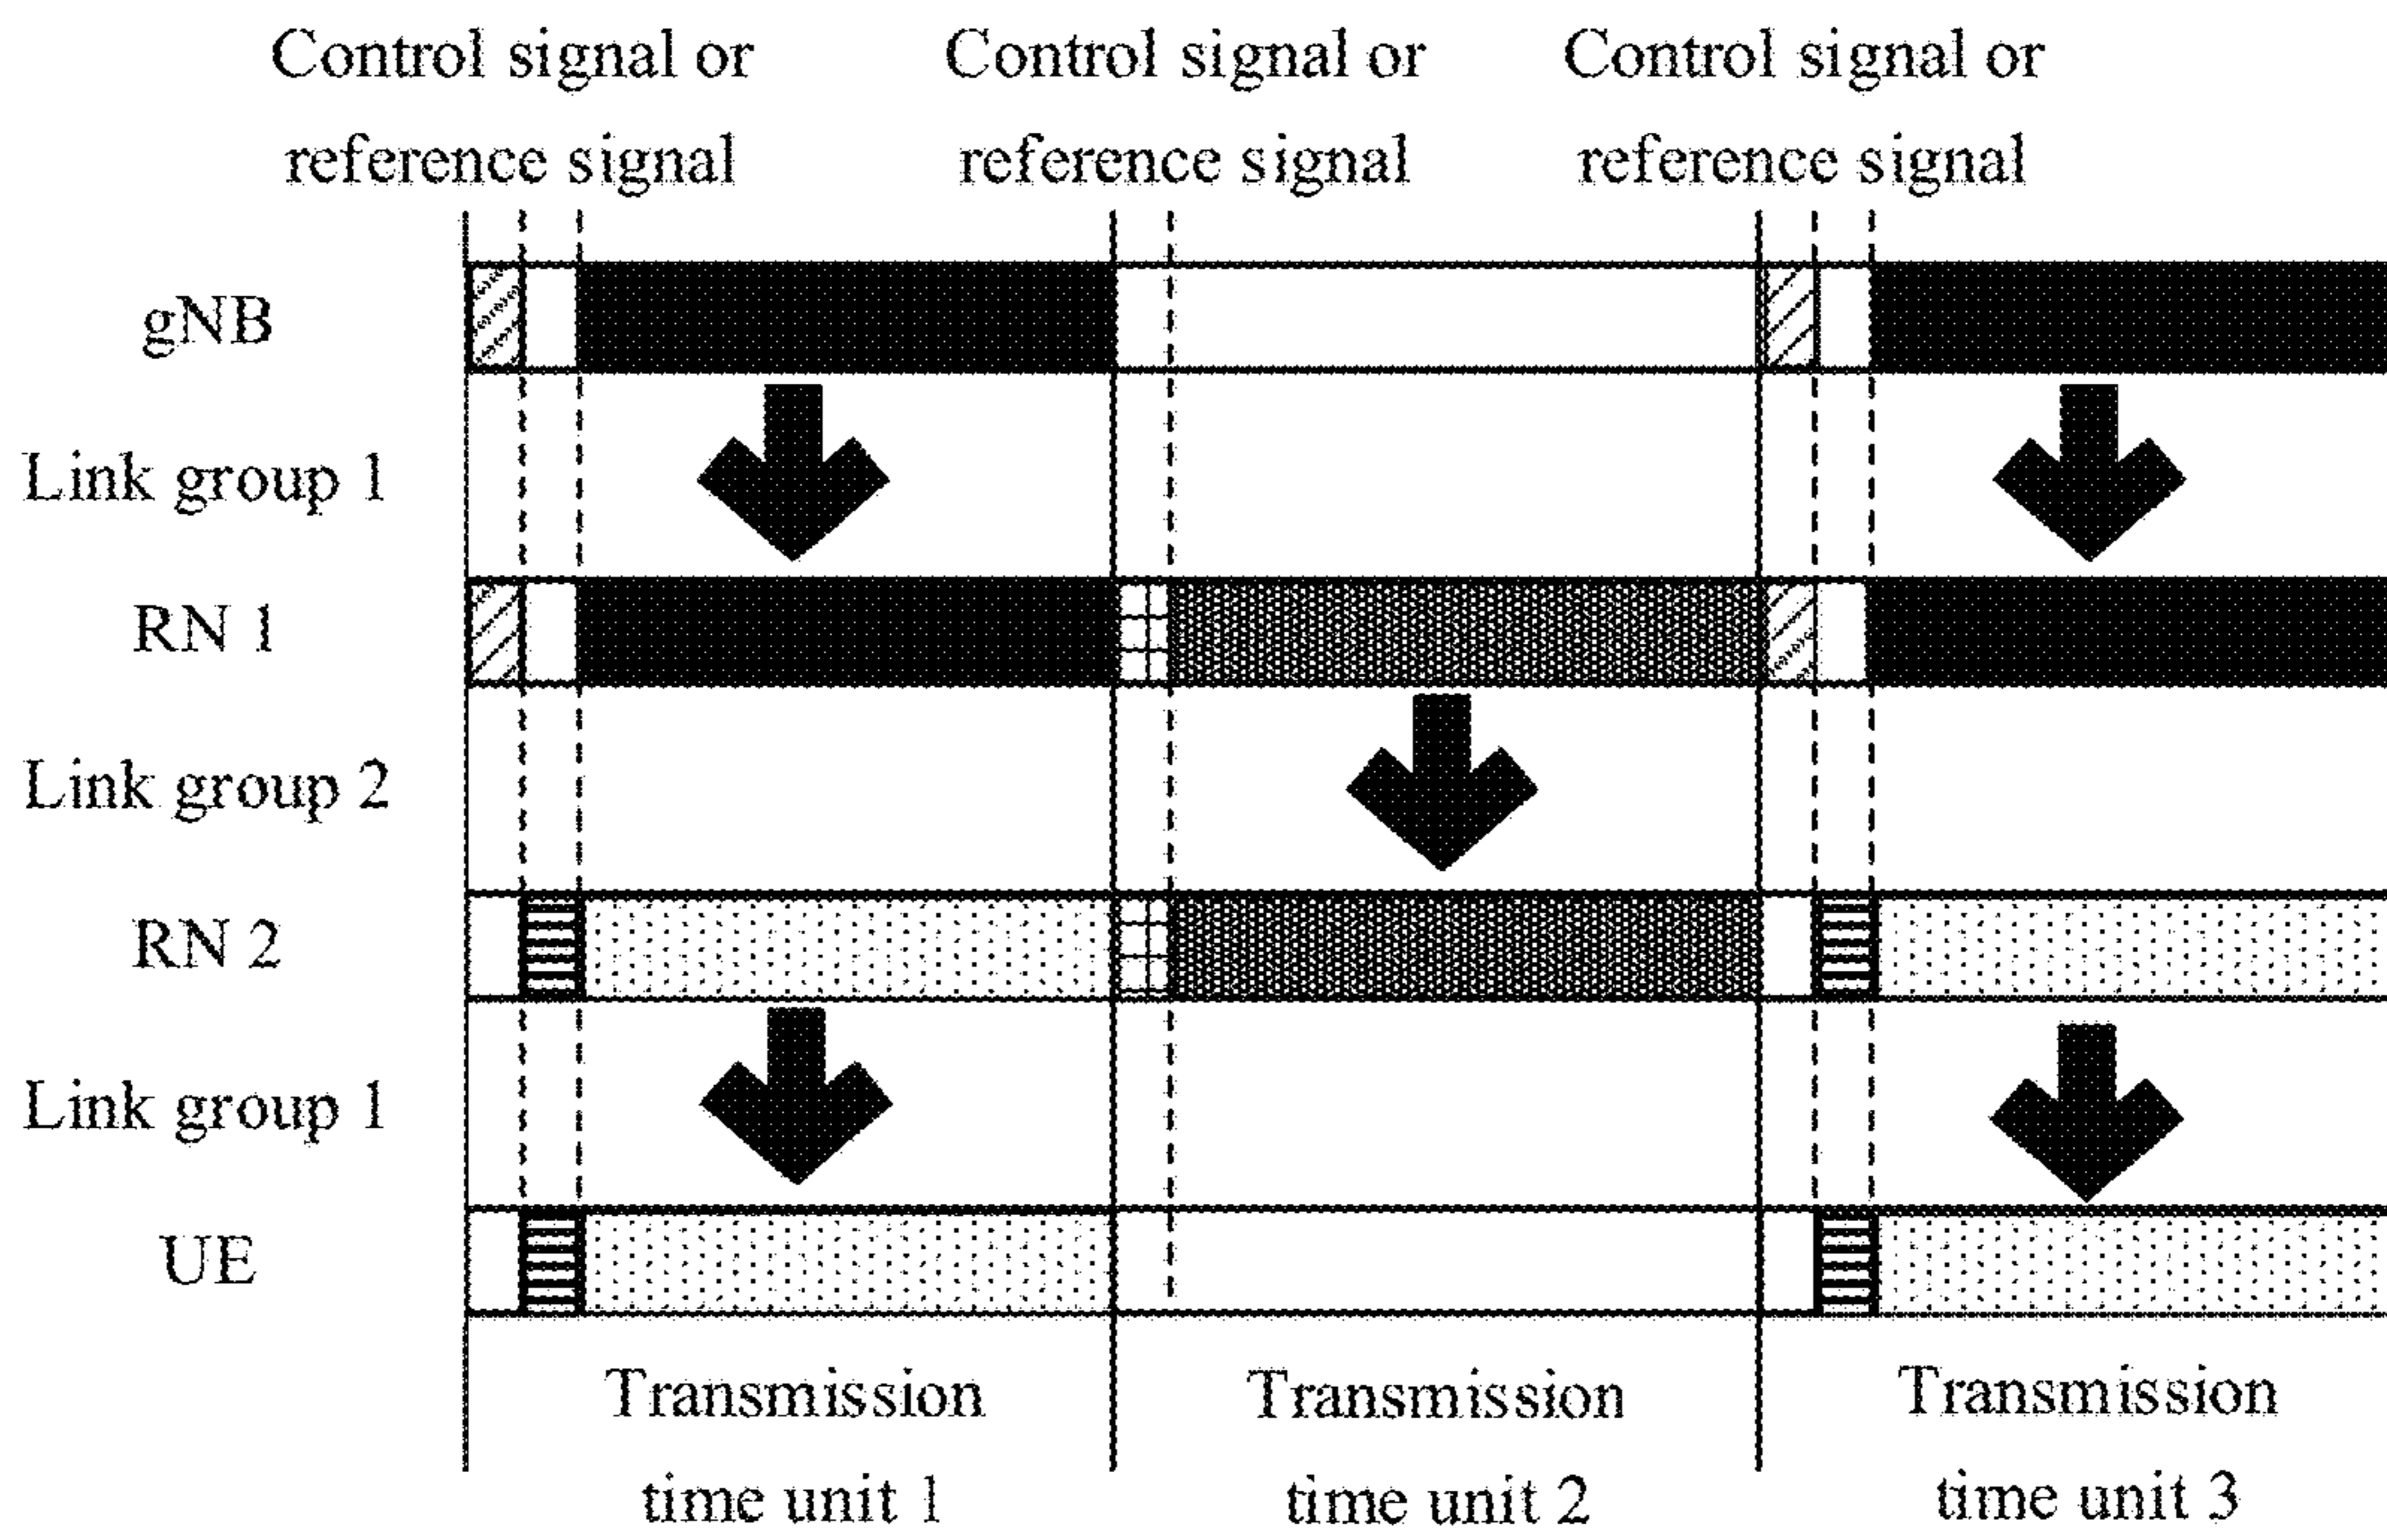 Control signal or
reference signal
Control signal or
reference signal
Control signal or
reference signal
gNB
Link group 1
RN 1
Link group 2
RN 2
Link group 1
UE
Transmission
time unit 1
Transmission
time unit 2
Transmission
time unit 3